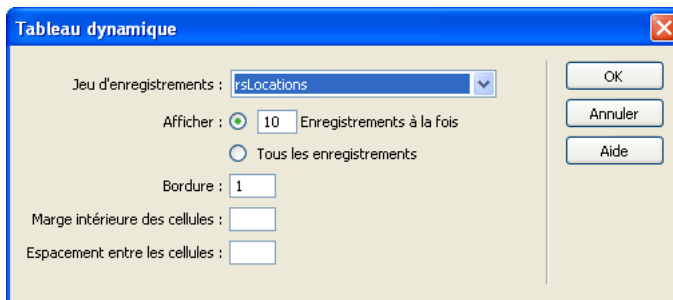 Tableau dynamique
Jeu d'enregistrements : rsLocations
OK
Afficher : 10 Enregistrements à la fois
Annuler
Tous les enregistrements
Aide
Bordure : 1
Marge intérieure des cellules :
Espacement entre les cellules :